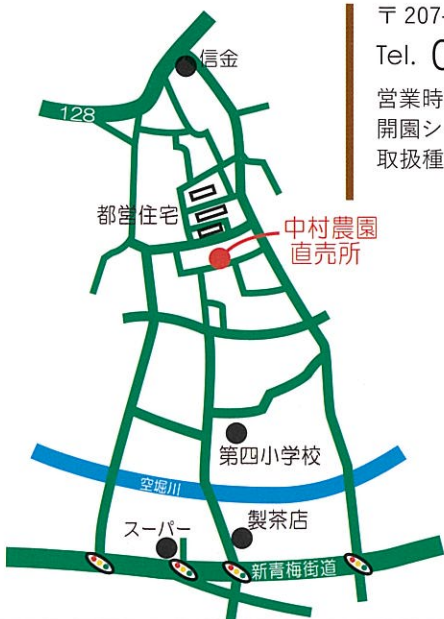 〒207-
Tel. 0
営業時
開園シ
取扱種
信金
128
都営住宅
中村農園
直売所
第四小学校
空堀川
製茶店
スーパー
新青梅街道